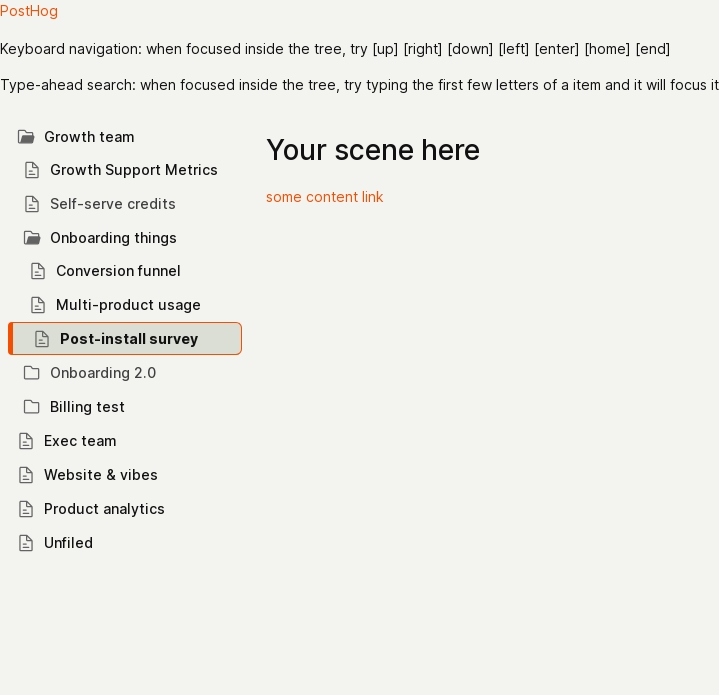 PostHog
Keyboard navigation: when focused inside the tree, try [up] [right] [down] [left] [enter] [home] [end]
Type-ahead search: when focused inside the tree, try typing the first few letters of a item and it will focus it
Growth team
Growth Support Metrics
Self-serve credits
Onboarding things
Conversion funnel
Multi-product usage
Post-install survey
Onboarding 2.0
Billing test
Exec team
Website & vibes
Product analytics
Unfiled
Your scene here
some content link